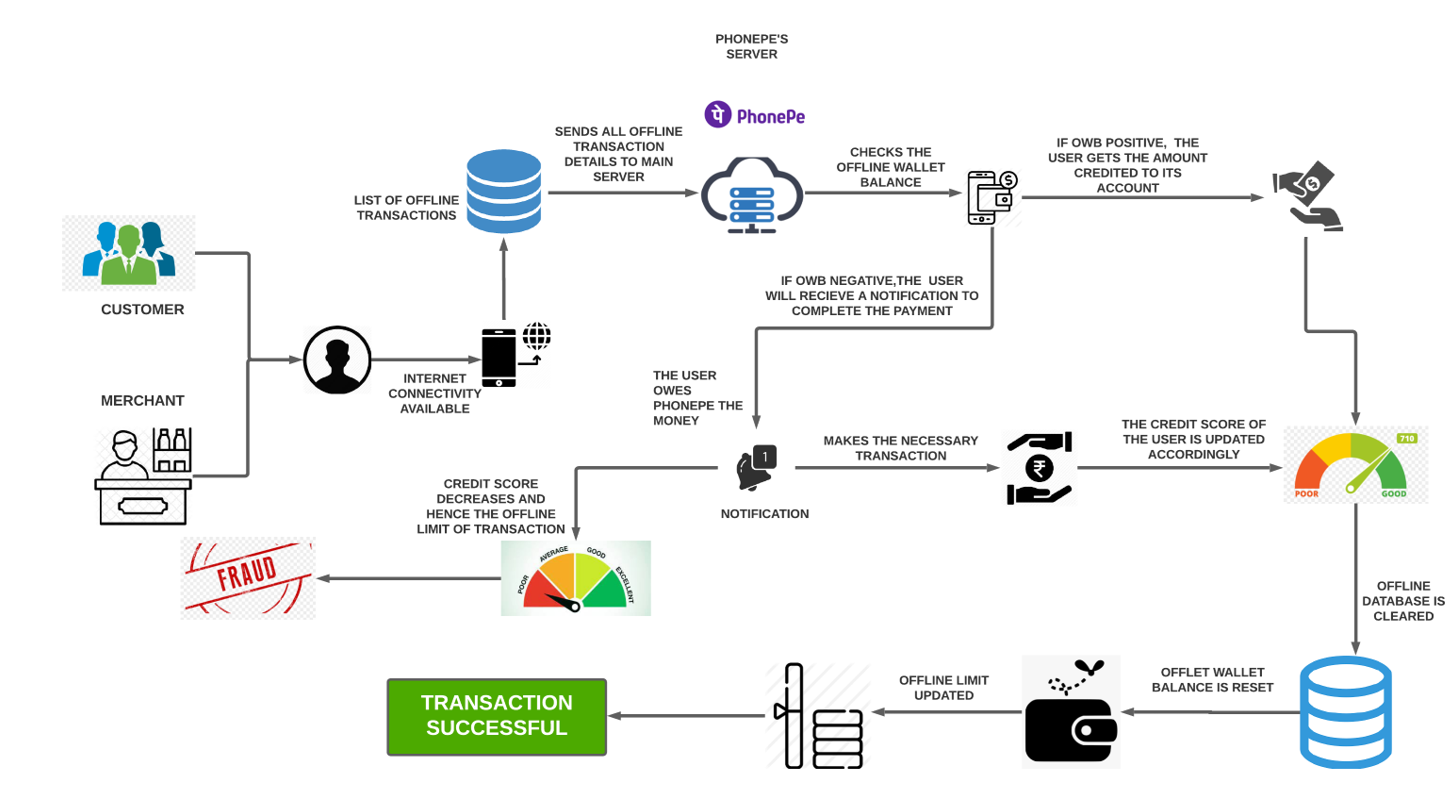 PHONEPE'S
SERVER
पे PhonePe
SENDS ALL OFFLINE
TRANSACTION
DETAILS TO MAIN
SERVER
CHECKS THE
OFFLINE WALLET
BALANCE
IF OWB POSITIVE, THE
USER GETS THE AMOUNT
CREDITED TO ITS
ACCOUNT
$
$
LIST OF OFFLINE
TRANSACTIONS
CUSTOMER
IF OWB NEGATIVE,THE USER
WILL RECIEVE A NOTIFICATION TO
COMPLETE THE PAYMENT
INTERNET
CONNECTIVITY
AVAILABLE
MERCHANT
THE USER
OWES
PHONEPE THE
MONEY
MAKES THE NECESSARY
TRANSACTION
THE CREDIT SCORE OF
THE USER IS UPDATED
ACCORDINGLY
1
₹
710
POOR
GOOD
NOTIFICATION
CREDIT SCORE
DECREASES AND
HENCE THE OFFLINE
LIMIT OF TRANSACTION
FRAUD
POOR
AVERAGE
GOOD
EXCELLENT
OFFLINE
DATABASE IS
CLEARED
OFFLET WALLET
BALANCE IS RESET
OFFLINE LIMIT
UPDATED
TRANSACTION
SUCCESSFUL